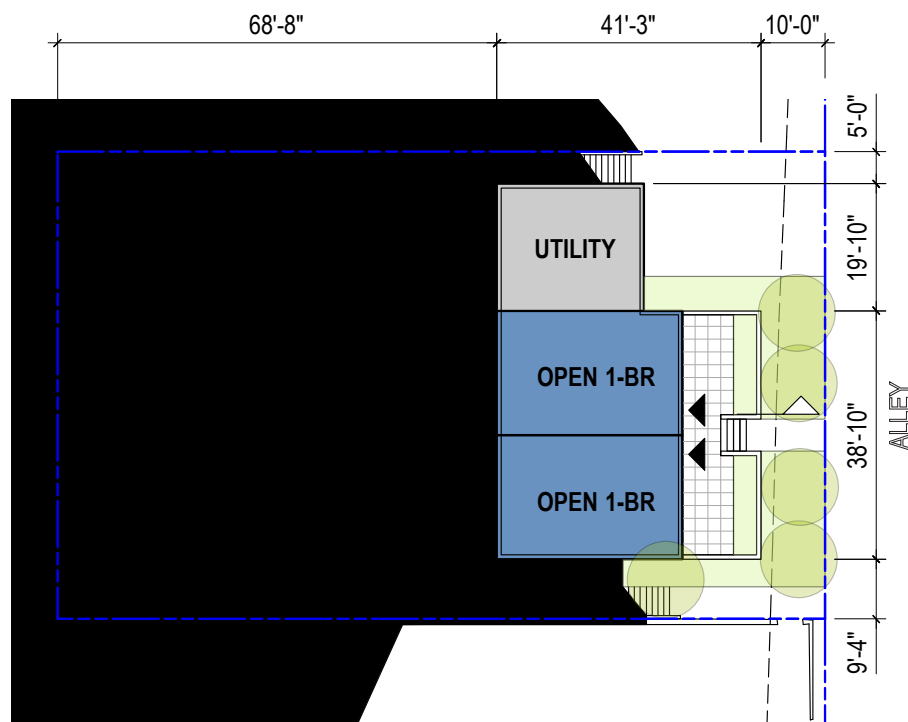 68'-8"
41'-3"
10'-0"
5'-0"
UTILITY
19'-10"
OPEN 1-BR
38'-10"
ALLEY
OPEN 1-BR
9'-4"